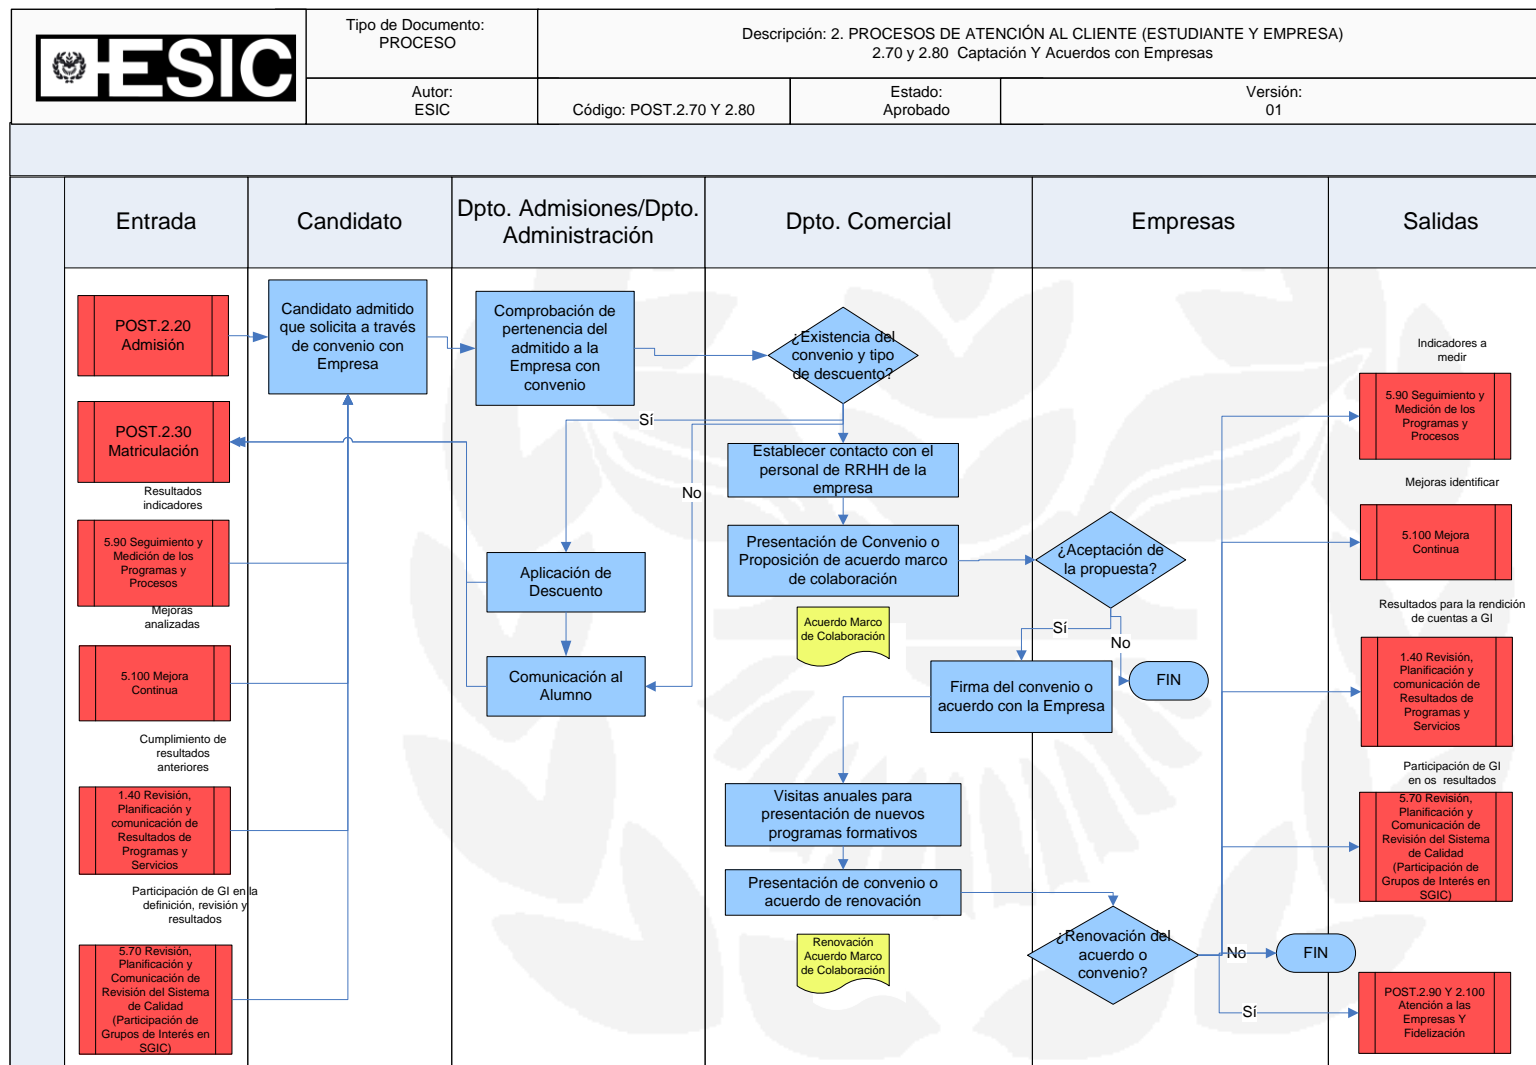 ESIC
Tipo de Documento:
PROCESO
Descripción: 2. PROCESOS DE ATENCIÓN AL CLIENTE (ESTUDIANTE Y EMPRESA)
2.70 y 2.80 Captación Y Acuerdos con Empresas
Autor:
ESIC
Código: POST.2.70 Y 2.80
Estado:
Aprobado
Versión:
01
Entrada
Candidato
Dpto. Admisiones/Dpto.
Administración
Dpto. Comercial
Empresas
Salidas
POST.2.20
Admisión
POST.2.30
Matriculación
Resultados
indicadores
5.90 Seguimiento y
Medición de los
Programas y
Procesos
Mejoras
analizadas
5.100 Mejora
Continua
Cumplimiento de
resultados
anteriores
1.40 Revisión,
Planificación y
comunicación de
Resultados de
Programas y
Servicios
Participación de GI en la
definición, revisión y
resultados
5.70 Revisión,
Planificación y
Comunicación de
Revisión del Sistema
de Calidad
(Participación de
Grupos de Interés en
SGIC)
Candidato admitido
que solicita a través
de convenio con
Empresa
Comprobación de
pertenencia del
admitido a la
Empresa con
convenio
Sí
No
Aplicación de
Descuento
Comunicación al
Alumno
¿Existencia del
convenio y tipo
de descuento?
Establecer contacto con el
personal de RRHH de la
empresa
Presentación de Convenio o
Proposición de acuerdo marco
de colaboración
Acuerdo Marco
de Colaboración
¿Aceptación de
la propuesta?
Sí
No
FIN
Firma del convenio o
acuerdo con la Empresa
Visitas anuales para
presentación de nuevos
programas formativos
Presentación de convenio o
acuerdo de renovación
Renovación
Acuerdo Marco
de Colaboración
¿Renovación del
acuerdo o
convenio?
No
FIN
Sí
Indicadores a
medir
5.90 Seguimiento y
Medición de los
Programas y
Procesos
Mejoras identificar
5.100 Mejora
Continua
Resultados para la rendición
de cuentas a GI
1.40 Revisión,
Planificación y
comunicación de
Resultados de
Programas y
Servicios
Participación de GI
en os resultados
5.70 Revisión,
Planificación y
Comunicación de
Revisión del Sistema
de Calidad
(Participación de
Grupos de Interés en
SGIC)
POST.2.90 Y 2.100
Atención a las
Empresas Y
Fidelización